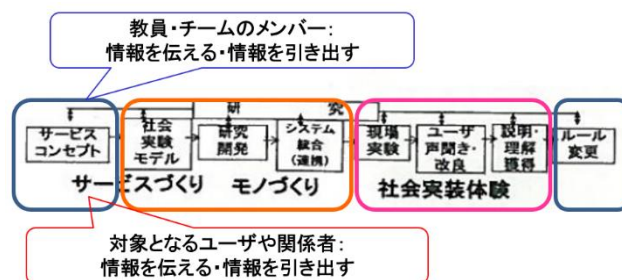 教員・チームのメンバー：
情報を伝える・情報を引き出す
研 究
サービス
コンセプト
社会
実験
モデル
研究
開発
システム
統合
(連携)
現場
実験
ユーザ
声聞き・
改良
説明・
理解
獲得
ルール
変更
サービスづくり モノづくり 社会実装体験
対象となるユーザや関係者：
情報を伝える・情報を引き出す